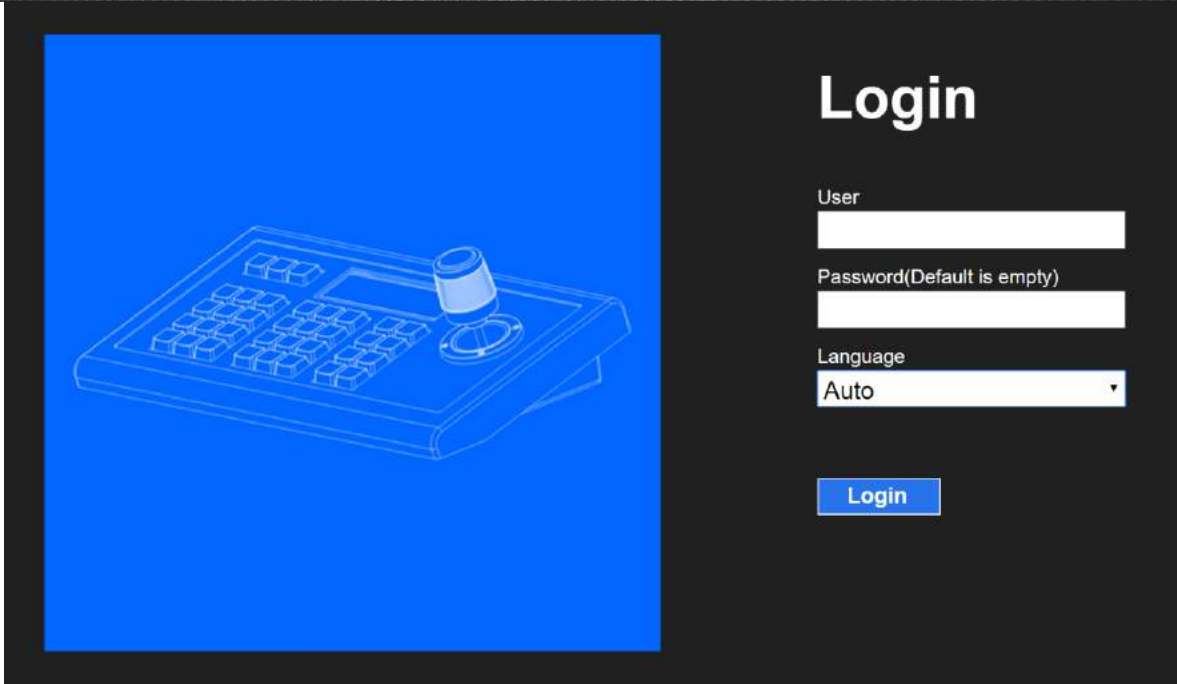 Login
User
Password(Default is empty)
Language
Auto
Login